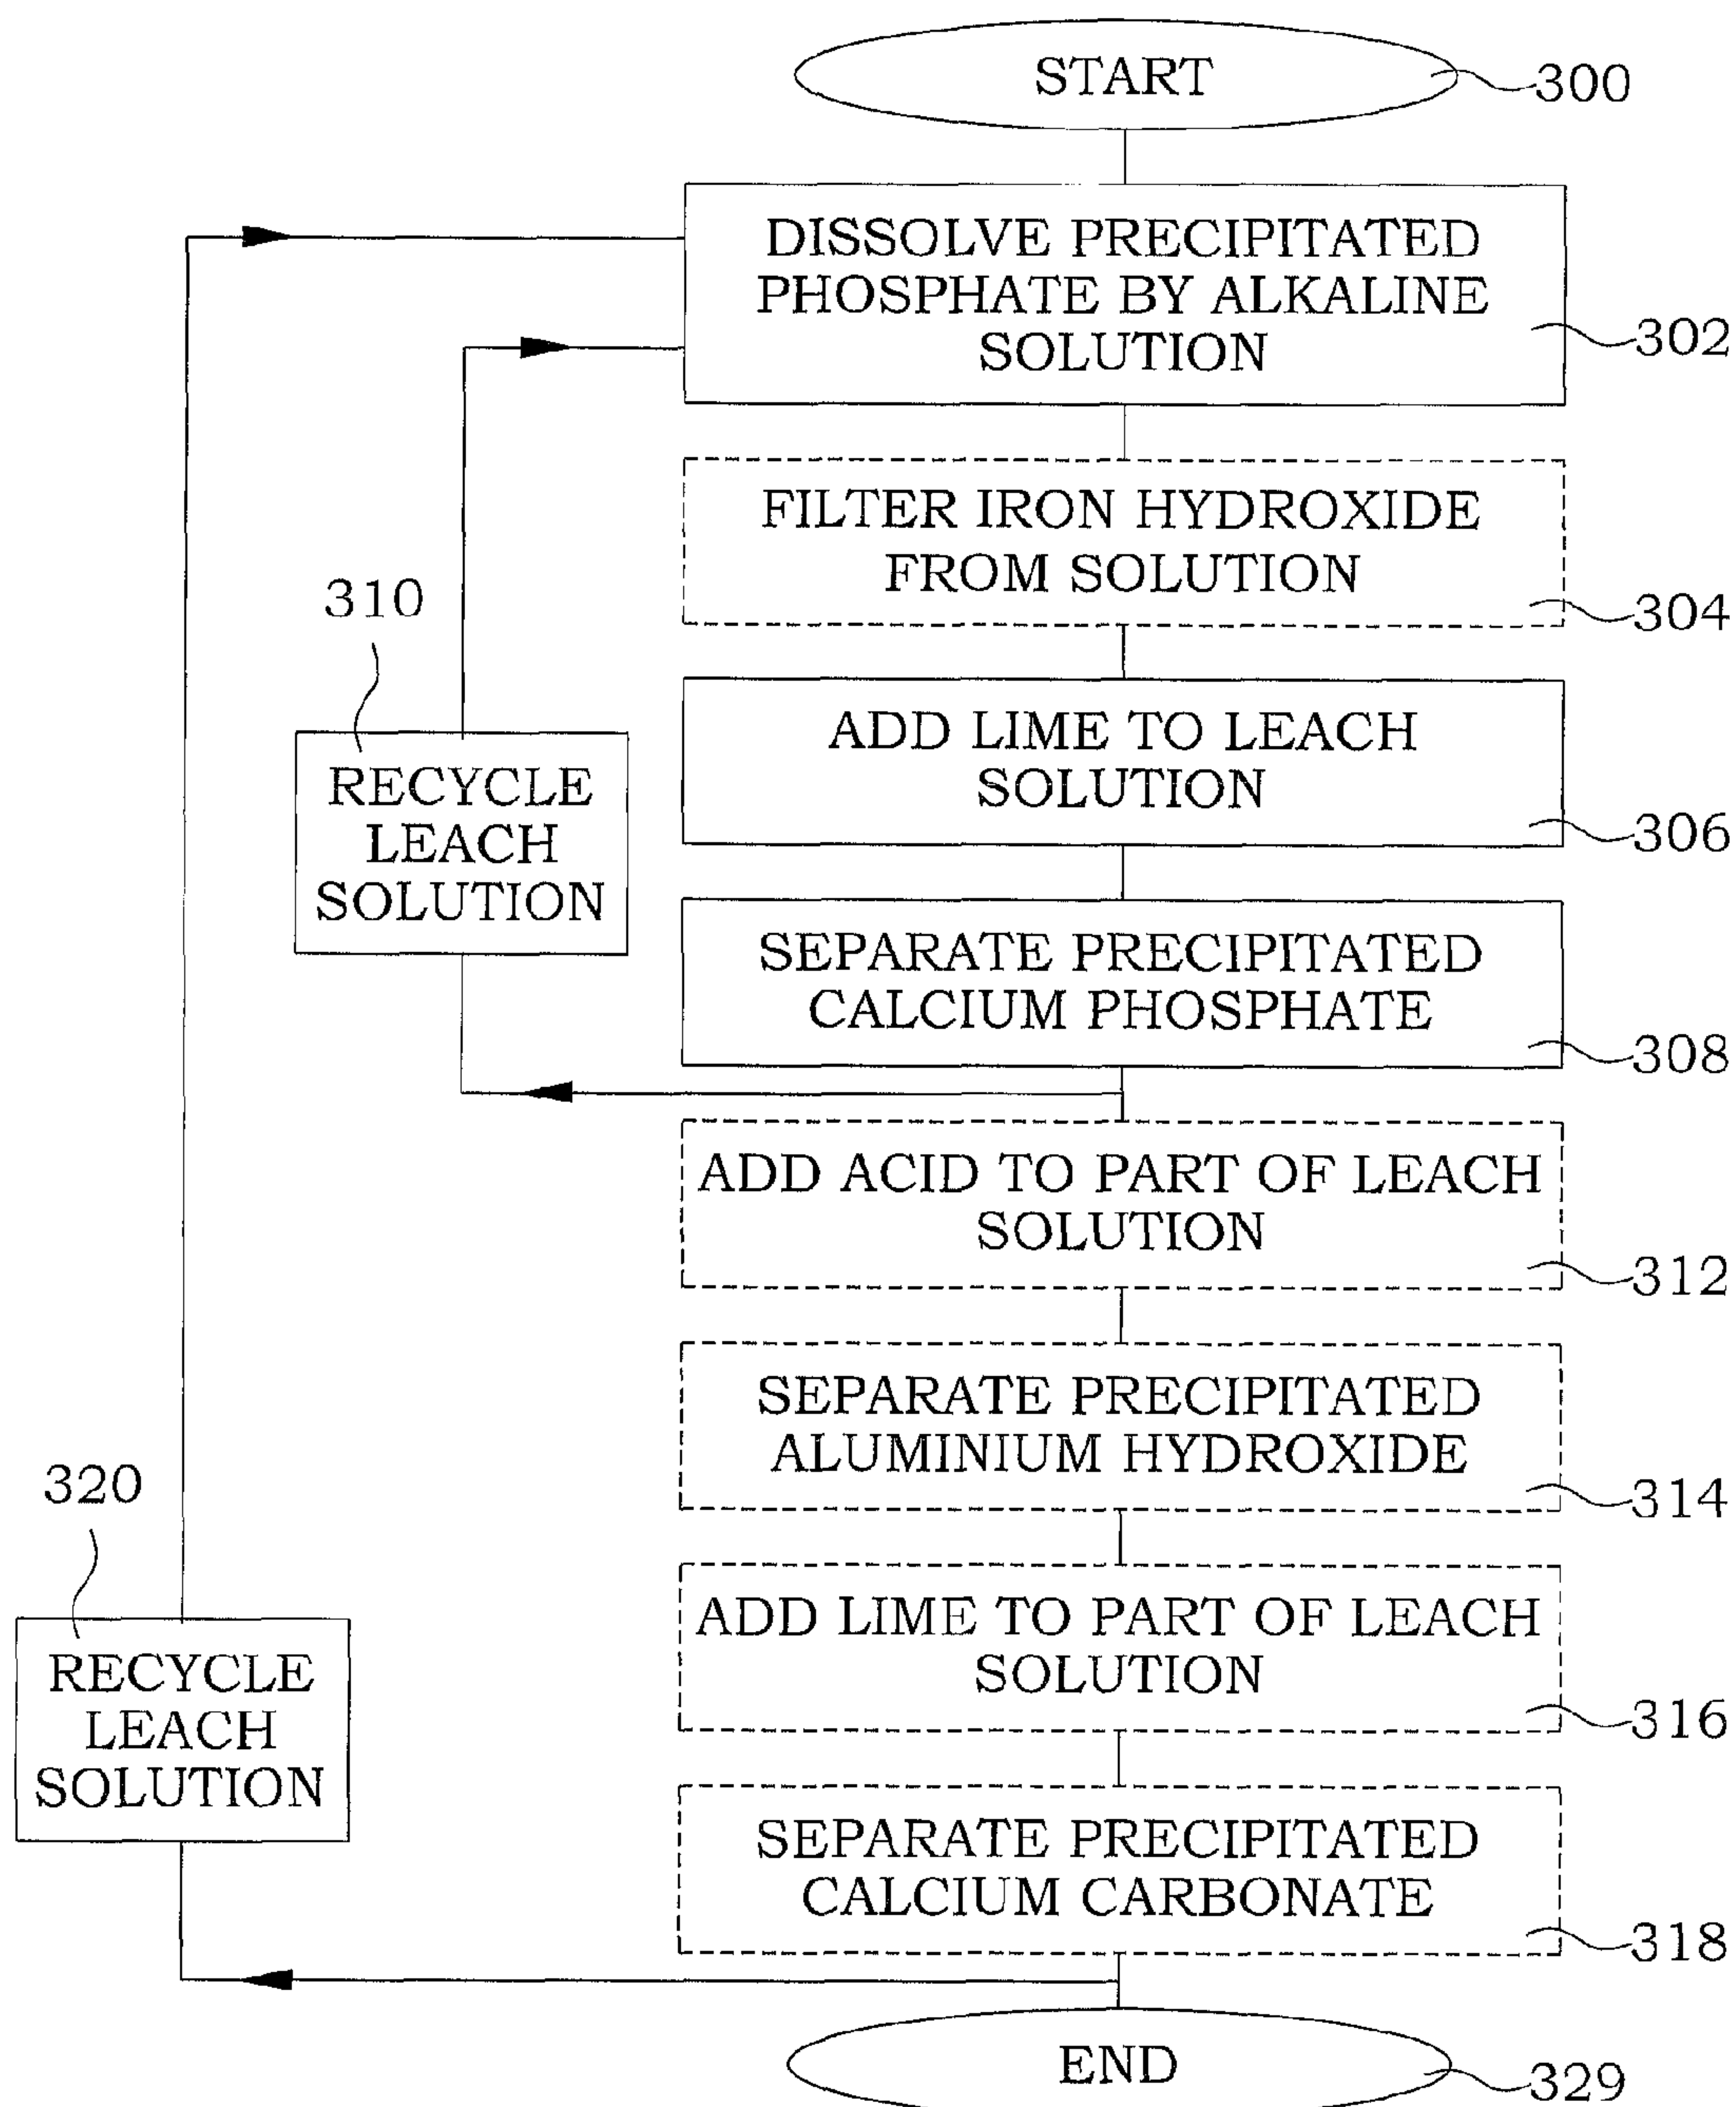 START
300
DISSOLVE PRECIPITATED
PHOSPHATE BY ALKALINE
SOLUTION
302
FILTER IRON HYDROXIDE
FROM SOLUTION
304
ADD LIME TO LEACH
SOLUTION
306
310
RECYCLE
LEACH
SOLUTION
SEPARATE PRECIPITATED
CALCIUM PHOSPHATE
308
ADD ACID TO PART OF LEACH
SOLUTION
312
SEPARATE PRECIPITATED
ALUMINIUM HYDROXIDE
314
ADD LIME TO PART OF LEACH
SOLUTION
316
320
RECYCLE
LEACH
SOLUTION
SEPARATE PRECIPITATED
CALCIUM CARBONATE
318
END
329